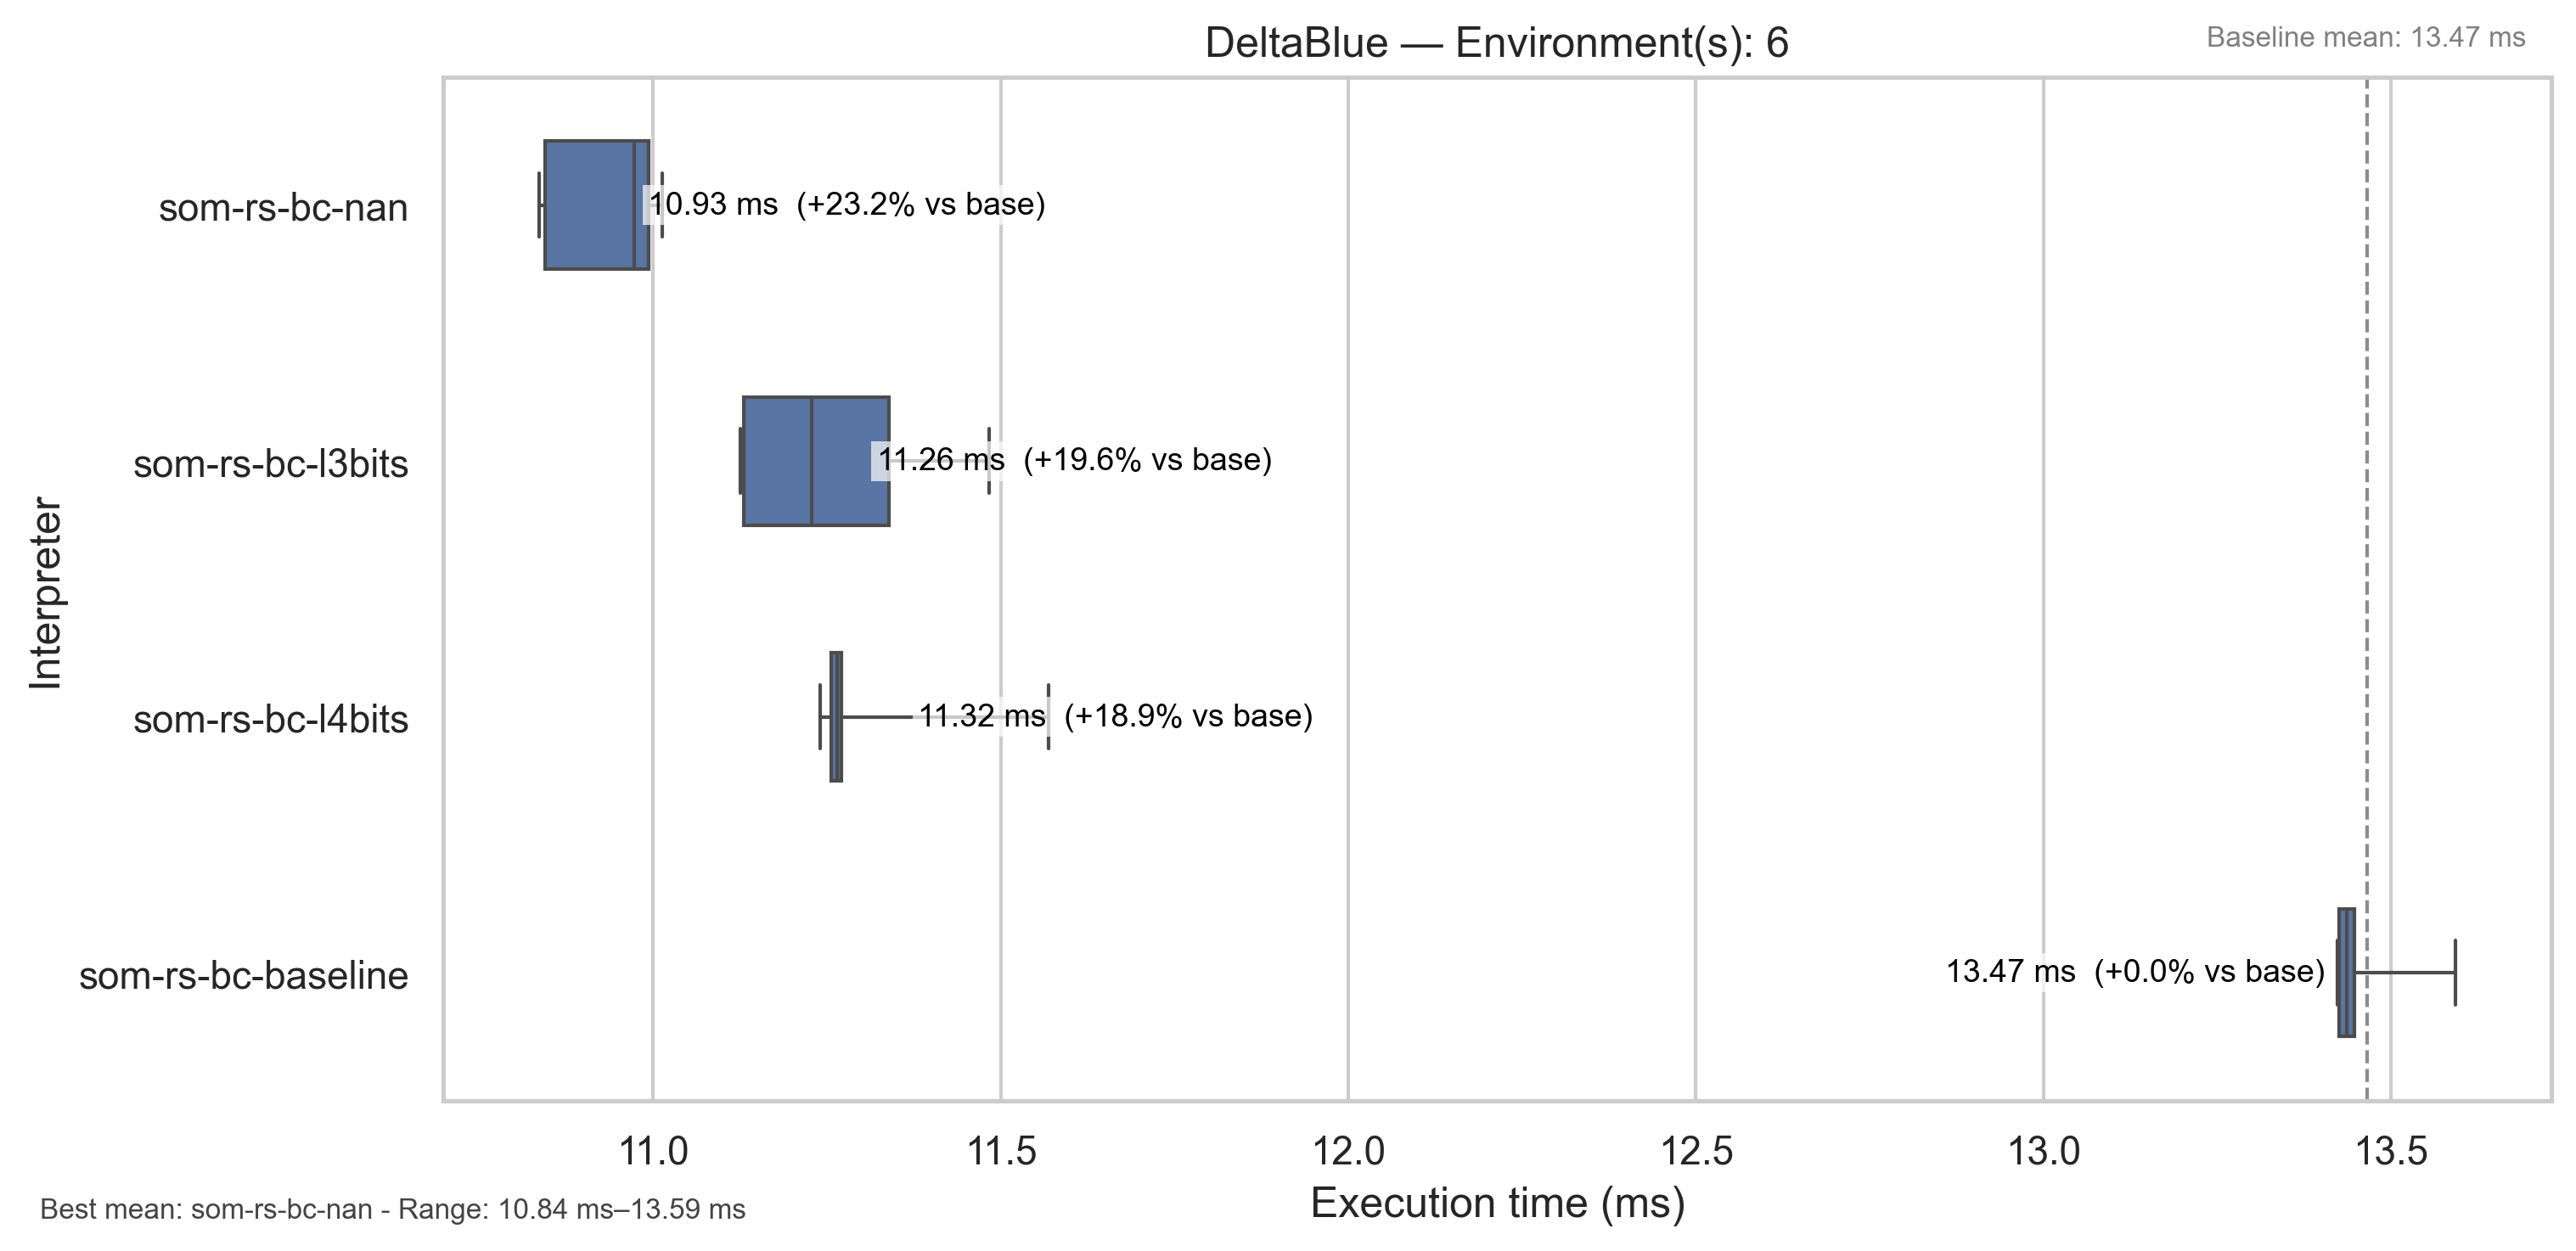 DeltaBlue — Environment(s): 6
Baseline mean: 13.47 ms
Interpreter
som-rs-bc-nan
10.93 ms (+23.2% vs base)
som-rs-bc-l3bits
11.26 ms (+19.6% vs base)
som-rs-bc-l4bits
11.32 ms (+18.9% vs base)
som-rs-bc-baseline
13.47 ms (+0.0% vs base)
11.0 11.5 12.0 12.5 13.0 13.5
Execution time (ms)
Best mean: som-rs-bc-nan - Range: 10.84 ms–13.59 ms